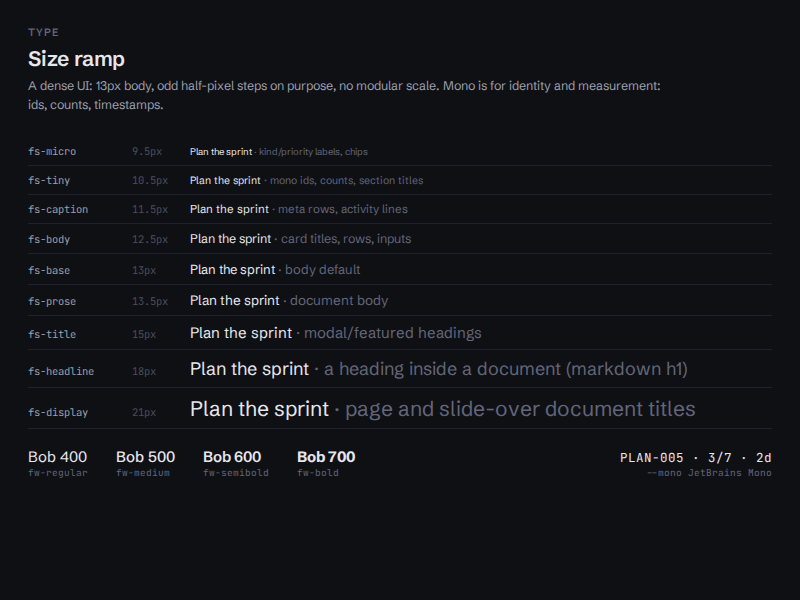 TYPE
Size ramp
A dense UI: 13px body, odd half-pixel steps on purpose, no modular scale. Mono is for identity and measurement:
ids, counts, timestamps.
fs-micro 9.5px Plan the sprint · kind/priority labels, chips
fs-tiny 10.5px Plan the sprint · mono ids, counts, section titles
fs-caption 11.5px Plan the sprint · meta rows, activity lines
fs-body 12.5px Plan the sprint · card titles, rows, inputs
fs-base 13px Plan the sprint · body default
fs-prose 13.5px Plan the sprint · document body
fs-title 15px Plan the sprint · modal/featured headings
fs-headline 18px Plan the sprint · a heading inside a document (markdown h1)
fs-display 21px Plan the sprint · page and slide-over document titles
Bob 400 Bob 500 Bob 600 Bob 700 PLAN-005 · 3/7 · 2d
fw-regular fw-medium fw-semibold fw-bold --mono JetBrains Mono